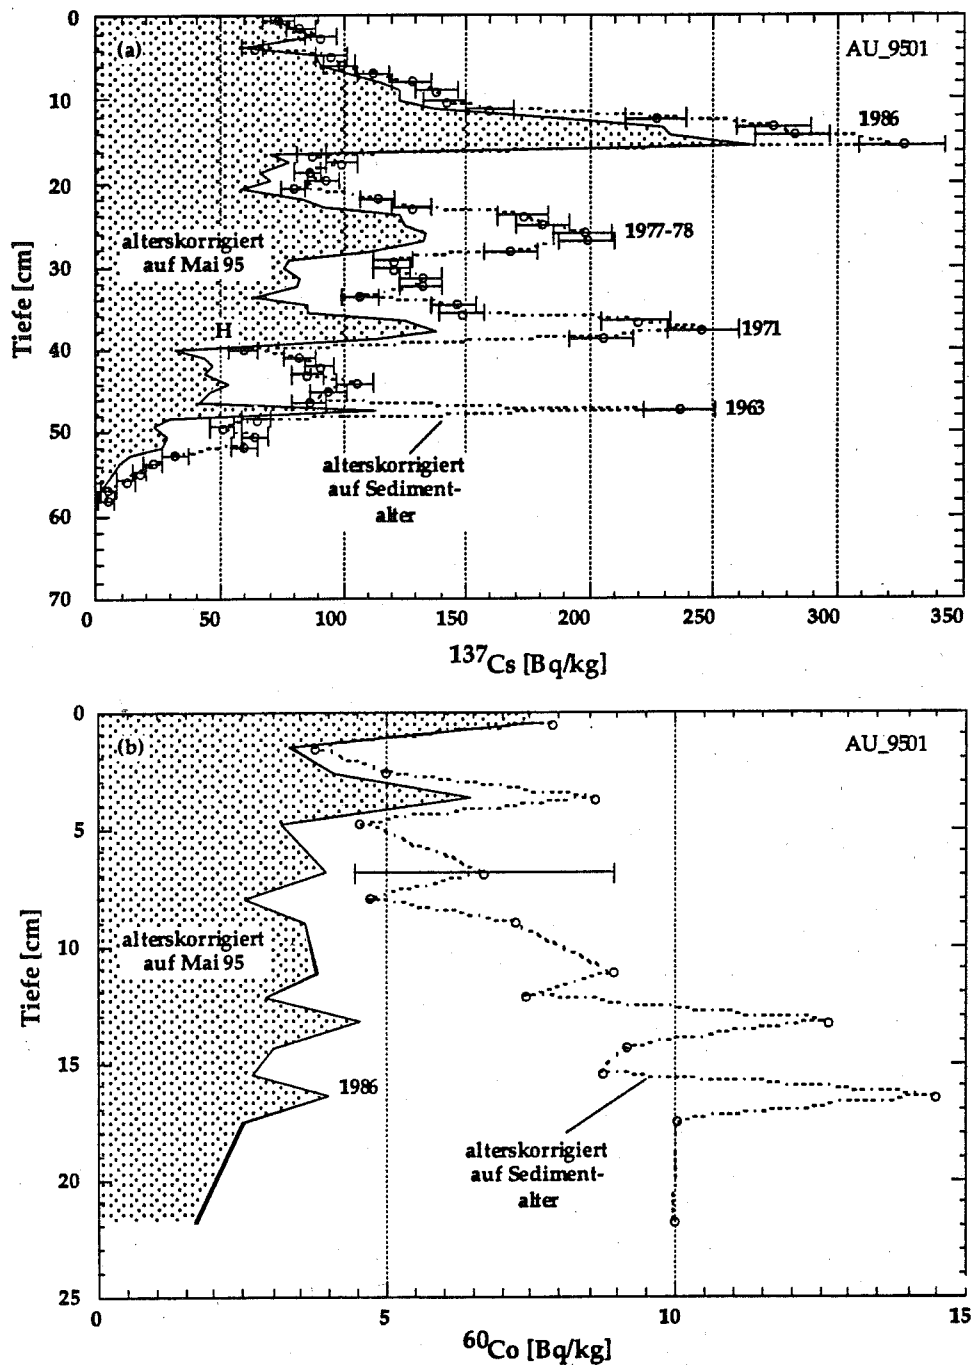 0
(a)
AU_9501
10
1986
20
alterskorrigiert
auf Mai 95
1977-78
30
Tiefe [cm]
H
1971
40
1963
50
alterskorrigiert
auf Sediment-
alter
60
70
0 50 100 150 200 250 300 350
137Cs [Bq/kg]
0
(b)
AU_9501
5
alterskorrigiert
auf Mai 95
10
Tiefe [cm]
15
1986
alterskorrigiert
auf Sediment-
alter
20
25
0 5 10 15
60Co [Bq/kg]